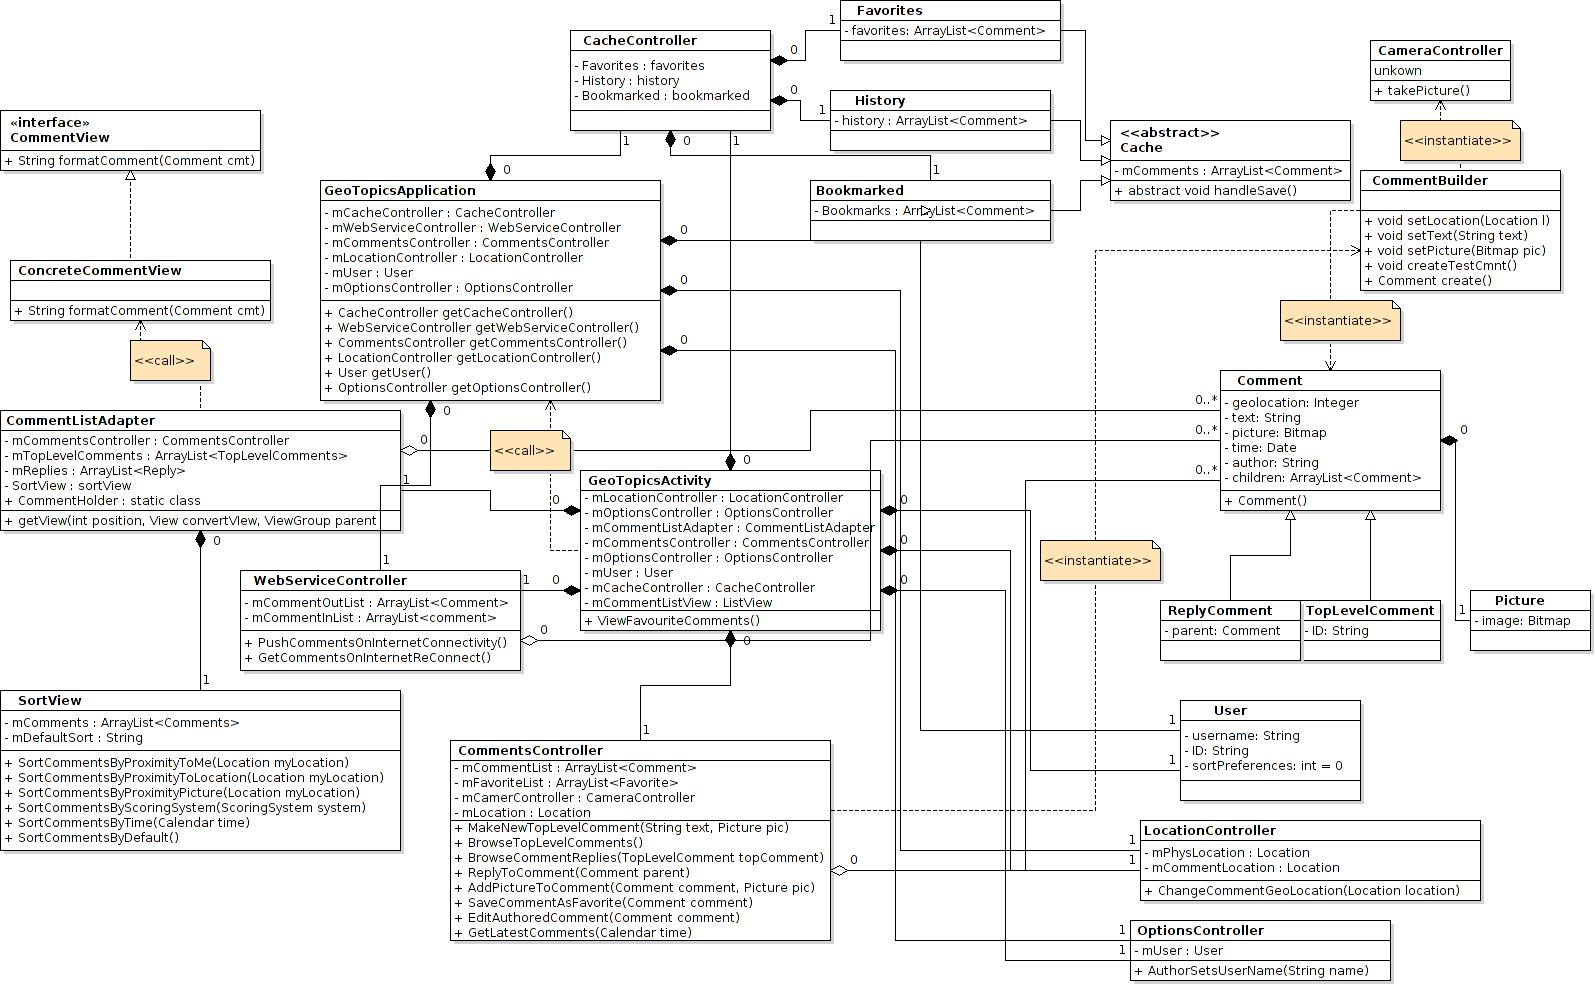 Favorites
- favorites: ArrayList<Comment>
CacheController
- Favorites : favorites
- History : history
- Bookmarked : bookmarked
0
1
0
1
1
0
1
1
History
- history : ArrayList<Comment>
Bookmarked
- Bookmarks : ArrayList<Comment>
<<abstract>>
Cache
- mComments : ArrayList<Comment>
+ abstract void handleSave()
CameraController
unkown
+ takePicture()
<<instantiate>>
CommentBuilder
+ void setLocation(Location l)
+ void setText(String text)
+ void setPicture(Bitmap pic)
+ void createTestCmnt()
+ Comment create()
<<instantiate>>
«interface»
CommentView
+ String formatComment(Comment cmt)
ConcreteCommentView
+ String formatComment(Comment cmt)
<<call>>
0
GeoTopicsApplication
- mCacheController : CacheController
- mWebServiceController : WebServiceController
- mCommentsController : CommentsController
- mLocationController : LocationController
- mUser : User
- mOptionsController : OptionsController
+ CacheController getCacheController()
+ WebServiceController getWebServiceController()
+ CommentsController getCommentsController()
+ LocationController getLocationController()
+ User getUser()
+ OptionsController getOptionsController()
0
0
0
0
CommentListAdapter
- mCommentsController : CommentsController
- mTopLevelComments : ArrayList<TopLevelComments>
- mReplies : ArrayList<Reply>
- SortView : sortView
+ CommentHolder : static class
+ getView(int position, View convertVIew, ViewGroup parent
0
1
0
<<call>>
0
GeoTopicsActivity
- mLocationController : LocationController
- mOptionsController : OptionsController
- mCommentListAdapter : CommentListAdapter
- mCommentsController : CommentsController
- mOptionsController : OptionsController
- mUser : User
- mCacheController : CacheController
- mCommentListView : ListView
+ ViewFavouriteComments()
0
0
0
0
0
0
Comment
- geolocation: Integer
- text: String
- picture: Bitmap
- time: Date
- author: String
- children: ArrayList<Comment>
+ Comment()
0..*
0..*
0..*
0
1
<<instantiate>>
ReplyComment
- parent: Comment
TopLevelComment
- ID: String
Picture
- image: Bitmap
1
WebServiceController
- mCommentOutList : ArrayList<Comment>
- mCommentInList : ArrayList<comment>
+ PushCommentsOnInternetConnectivity()
+ GetCommentsOnInternetReConnect()
1
0
1
SortView
- mComments : ArrayList<Comments>
- mDefaultSort : String
+ SortCommentsByProximityToMe(Location myLocation)
+ SortCommentsByProximityToLocation(Location myLocation)
+ SortCommentsByProximityPicture(Location myLocation)
+ SortCommentsByScoringSystem(ScoringSystem system)
+ SortCommentsByTime(Calendar time)
+ SortCommentsByDefault()
1
CommentsController
- mCommentList : ArrayList<Comment>
- mFavoriteList : ArrayList<Favorite>
- mCamerController : CameraController
- mLocation : Location
+ MakeNewTopLevelComment(String text, Picture pic)
+ BrowseTopLevelComments()
+ BrowseCommentReplies(TopLevelComment topComment)
+ ReplyToComment(Comment parent)
+ AddPictureToComment(Comment comment, Picture pic)
+ SaveCommentAsFavorite(Comment comment)
+ EditAuthoredComment(Comment comment)
+ GetLatestComments(Calendar time)
0
User
- username: String
- ID: String
- sortPreferences: int = 0
1
1
LocationController
- mPhysLocation : Location
- mCommentLocation : Location
+ ChangeCommentGeoLocation(Location location)
1
1
OptionsController
- mUser : User
+ AuthorSetsUserName(String name)
1
1